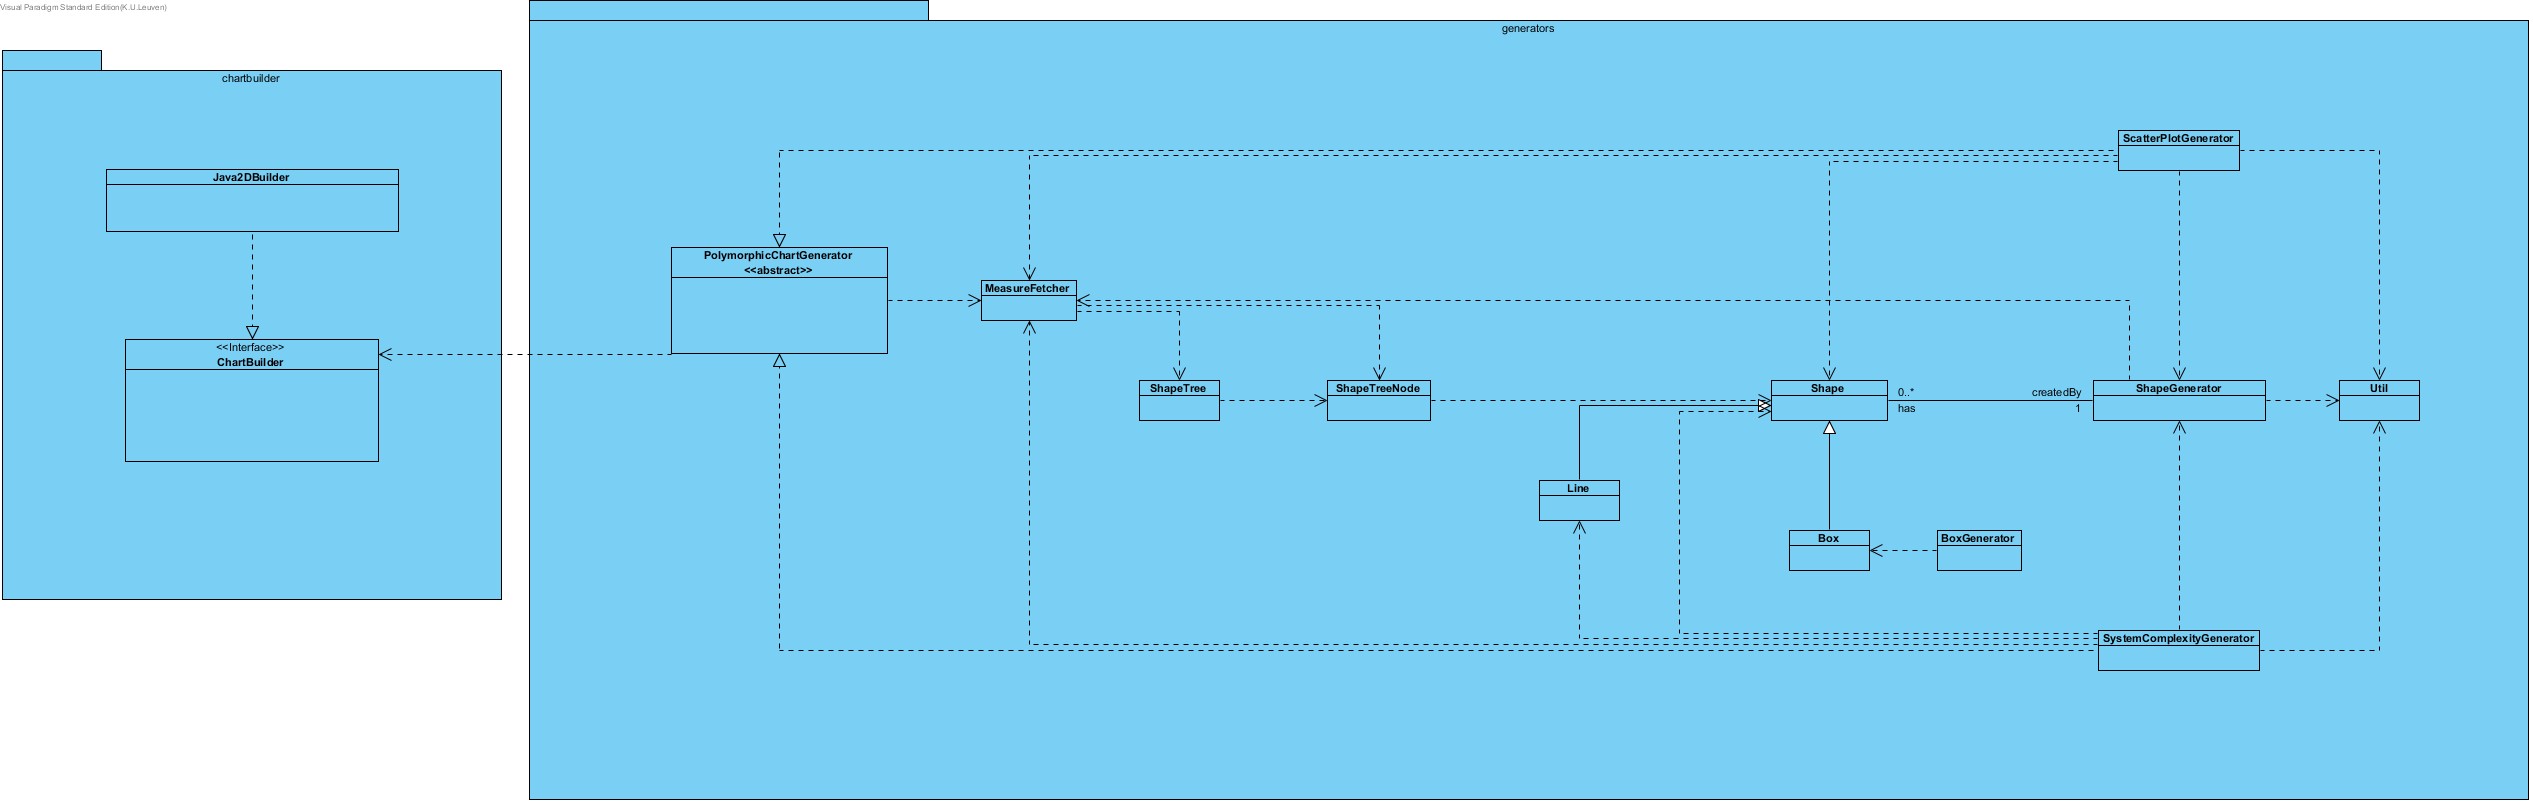 Visual Paradigm Standard Edition(K.U.Leuven)
generators
chartbuilder
ScatterPlotGenerator
Java2DBuilder
PolymorphicChartGenerator
<<abstract>>
MeasureFetcher
<<Interface>>
ChartBuilder
ShapeTree
ShapeTreeNode
Shape
0..*
has
createdBy
1
ShapeGenerator
Util
Line
Box
BoxGenerator
SystemComplexityGenerator